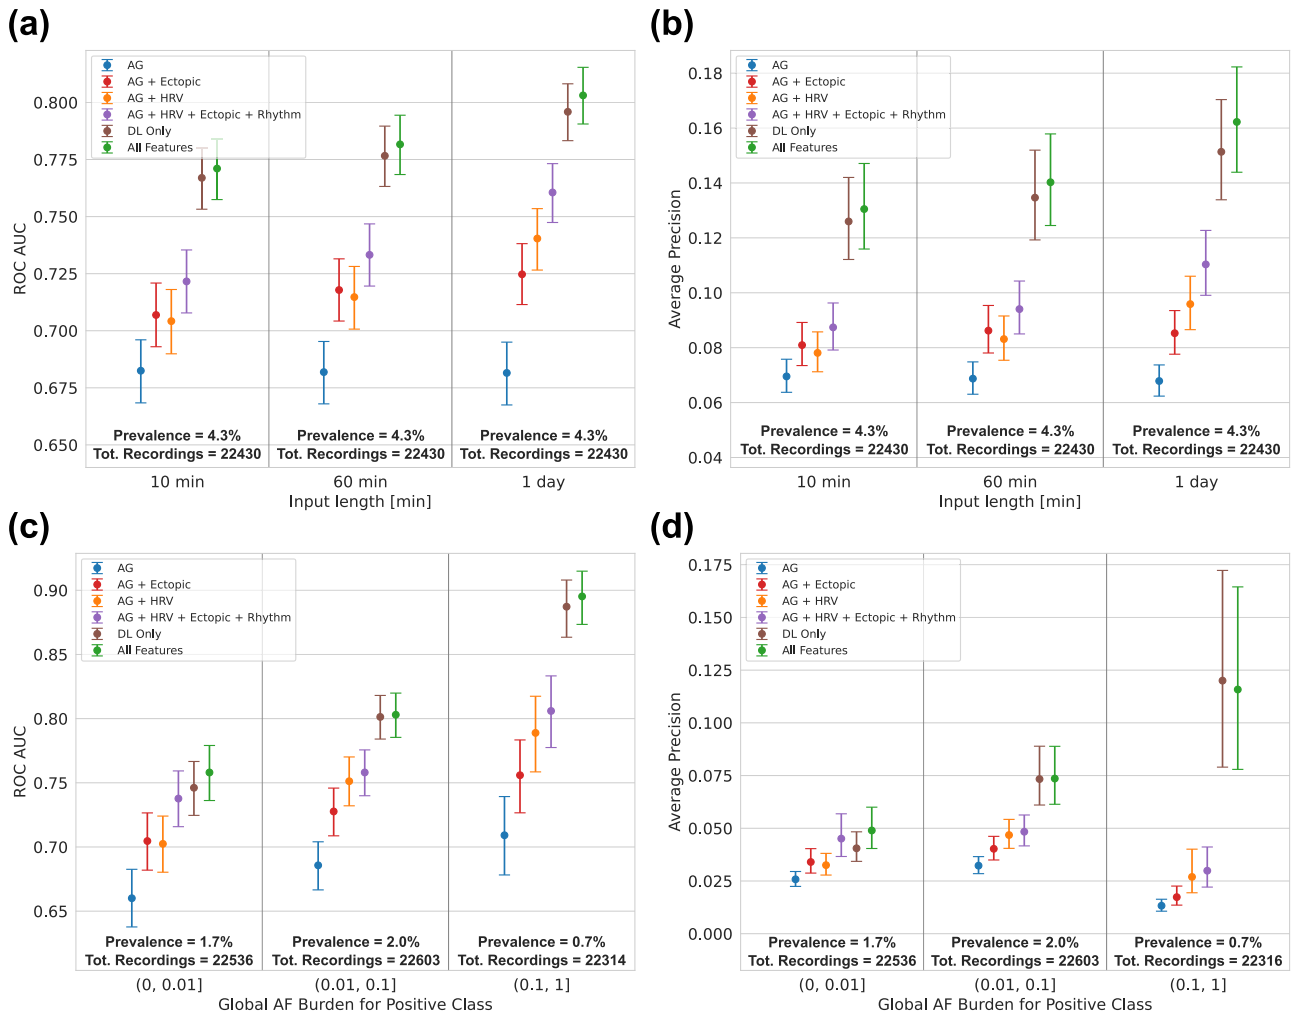 (a)
AG
AG + Ectopic
AG + HRV
AG + HRV + Ectopic + Rhythm
DL Only
All Features
0.800
0.775
0.750
0.725
0.700
0.675
0.650
ROC AUC
Prevalence = 4.3%
Tot. Recordings = 22430
Prevalence = 4.3%
Tot. Recordings = 22430
Prevalence = 4.3%
Tot. Recordings = 22430
10 min
60 min
1 day
Input length [min]
(b)
AG
AG + Ectopic
AG + HRV
AG + HRV + Ectopic + Rhythm
DL Only
All Features
0.18
0.16
0.14
0.12
0.10
0.08
0.06
0.04
Average Precision
Prevalence = 4.3%
Tot. Recordings = 22430
Prevalence = 4.3%
Tot. Recordings = 22430
Prevalence = 4.3%
Tot. Recordings = 22430
10 min
60 min
1 day
Input length [min]
(c)
AG
AG + Ectopic
AG + HRV
AG + HRV + Ectopic + Rhythm
DL Only
All Features
0.90
0.85
0.80
0.75
0.70
0.65
ROC AUC
Prevalence = 1.7%
Tot. Recordings = 22536
Prevalence = 2.0%
Tot. Recordings = 22603
Prevalence = 0.7%
Tot. Recordings = 22314
(0, 0.01]
(0.01, 0.1]
(0.1, 1]
Global AF Burden for Positive Class
(d)
AG
AG + Ectopic
AG + HRV
AG + HRV + Ectopic + Rhythm
DL Only
All Features
0.175
0.150
0.125
0.100
0.075
0.050
0.025
0.000
Average Precision
Prevalence = 1.7%
Tot. Recordings = 22536
Prevalence = 2.0%
Tot. Recordings = 22603
Prevalence = 0.7%
Tot. Recordings = 22316
(0, 0.01]
(0.01, 0.1]
(0.1, 1]
Global AF Burden for Positive Class